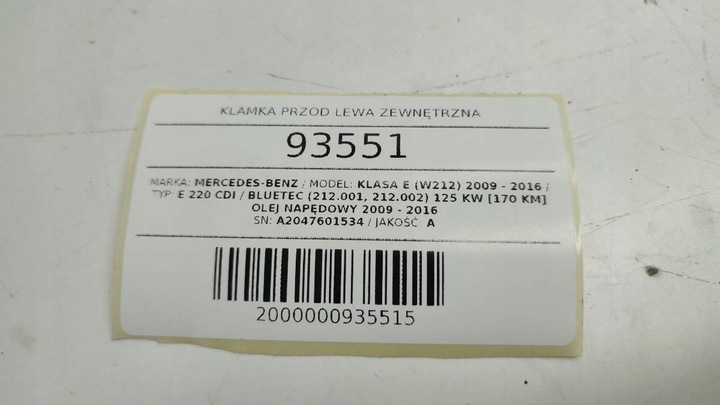 KLAMKA PRZOD LEWA ZEWNĘTRZNA
93551
MARKA: MERCEDES-BENZ / MODEL: KLASA E (W212) 2009 - 2016 /
TYP: E 220 CDI / BLUETEC (212.001, 212.002) 125 KW [170 KM]
OLEJ NAPĘDOWY 2009 - 2016
SN: A2047601534 / JAKOŚĆ: A
2000000935515